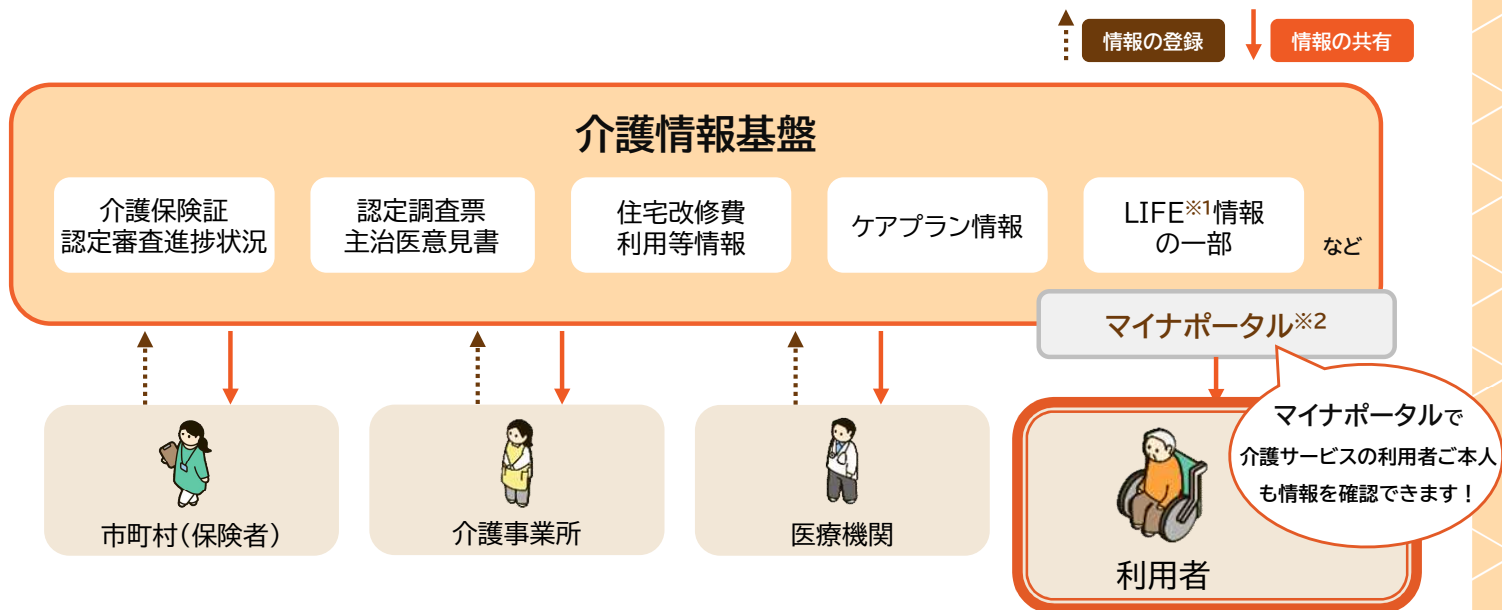 情報の登録
情報の共有
介護情報基盤
介護保険証
認定審査進捗状況
認定調査票
主治医意見書
住宅改修費
利用等情報
ケアプラン情報
LIFE※1情報
の一部
など
マイナポータル※2
マイナポータルで
介護サービスの利用者ご本人
も情報を確認できます！
市町村（保険者）
介護事業所
医療機関
利用者